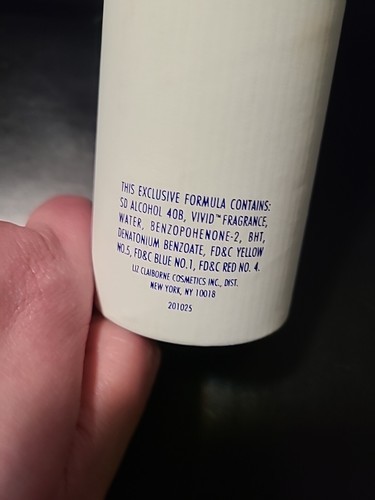 THIS EXCLUSIVE FORMULA CONTAINS:
SD ALCOHOL 40B, VIVID™ FRAGRANCE,
WATER, BENZOPOHENONE-2, BHT,
DENATONIUM BENZOATE, FD&C YELLOW
NO.5, FD&C BLUE NO.1, FD&C RED NO. 4.
LIZ CLAIBORNE COSMETICS INC., DIST.
NEW YORK, NY 10018
201025